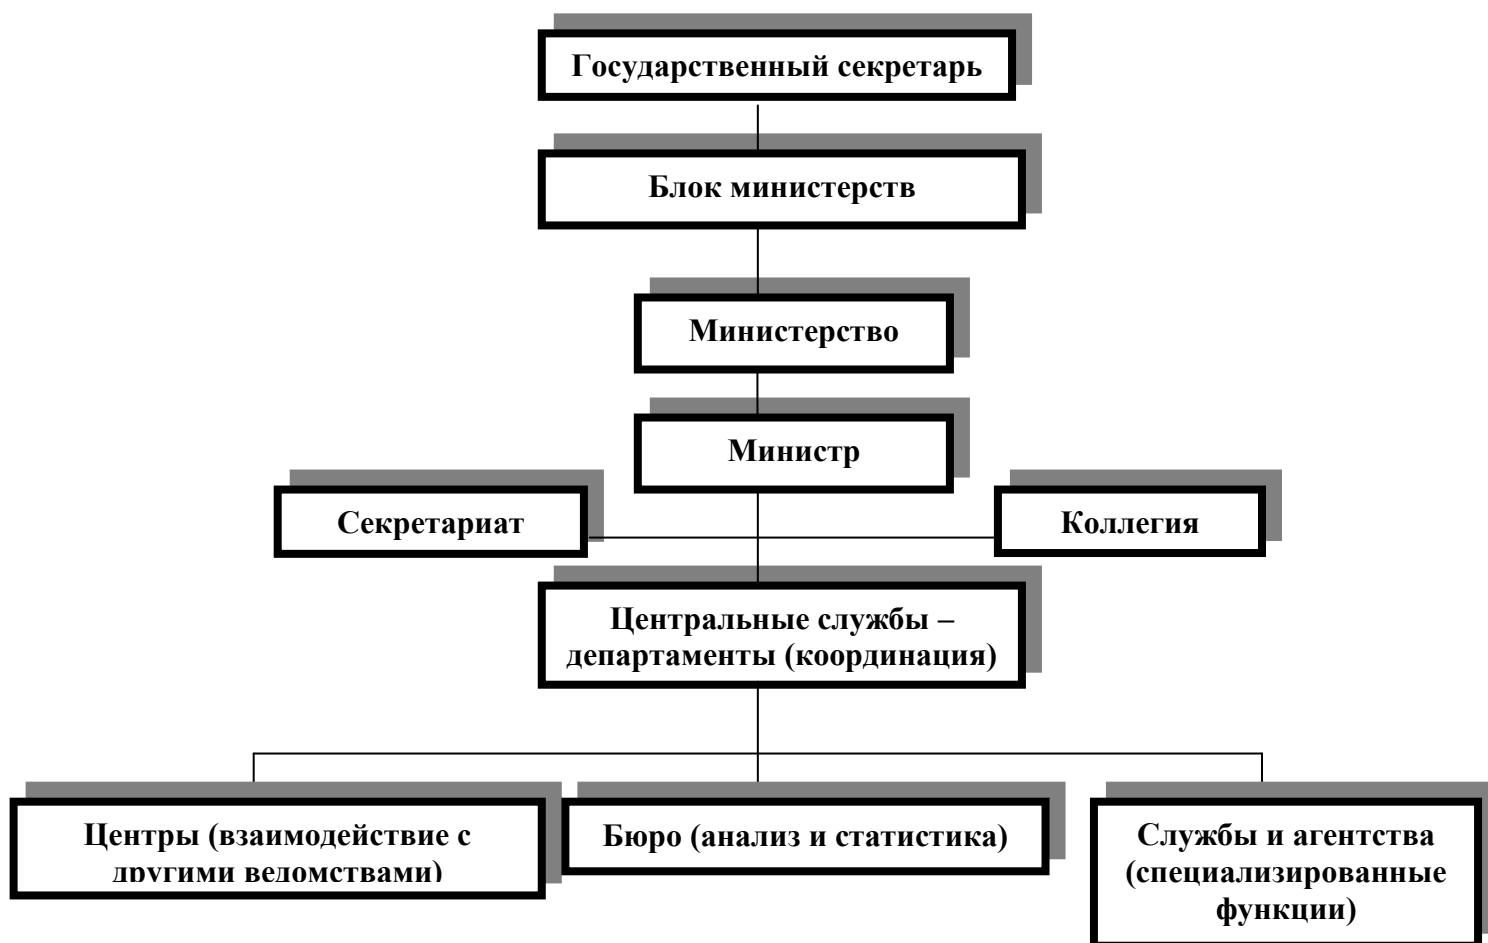 Государственный секретарь
Блок министерств
Министерство
Министр
Секретариат
Коллегия
Центральные службы –
департаменты (координация)
Центры (взаимодействие с
другими ведомствами)
Бюро (анализ и статистика)
Службы и агентства
(специализированные
функции)